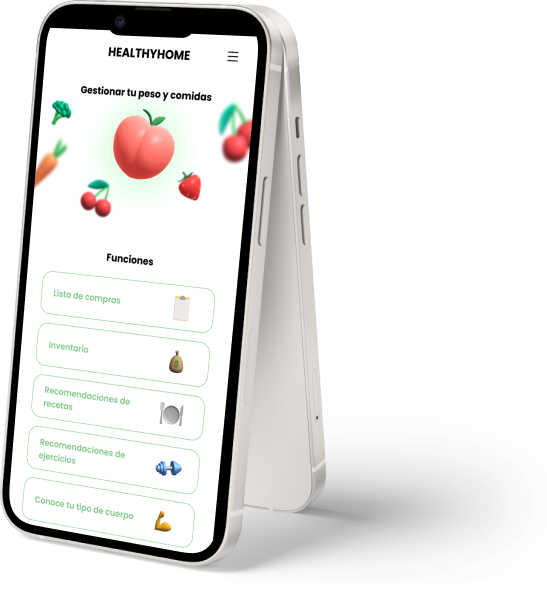 HEALTHYHOME
Gestionar tu peso y comidas
Funciones
Lista de compras
Inventario
Recomendaciones de
recetas
Recomendaciones de
ejercicios
Conoce tu tipo de cuerpo